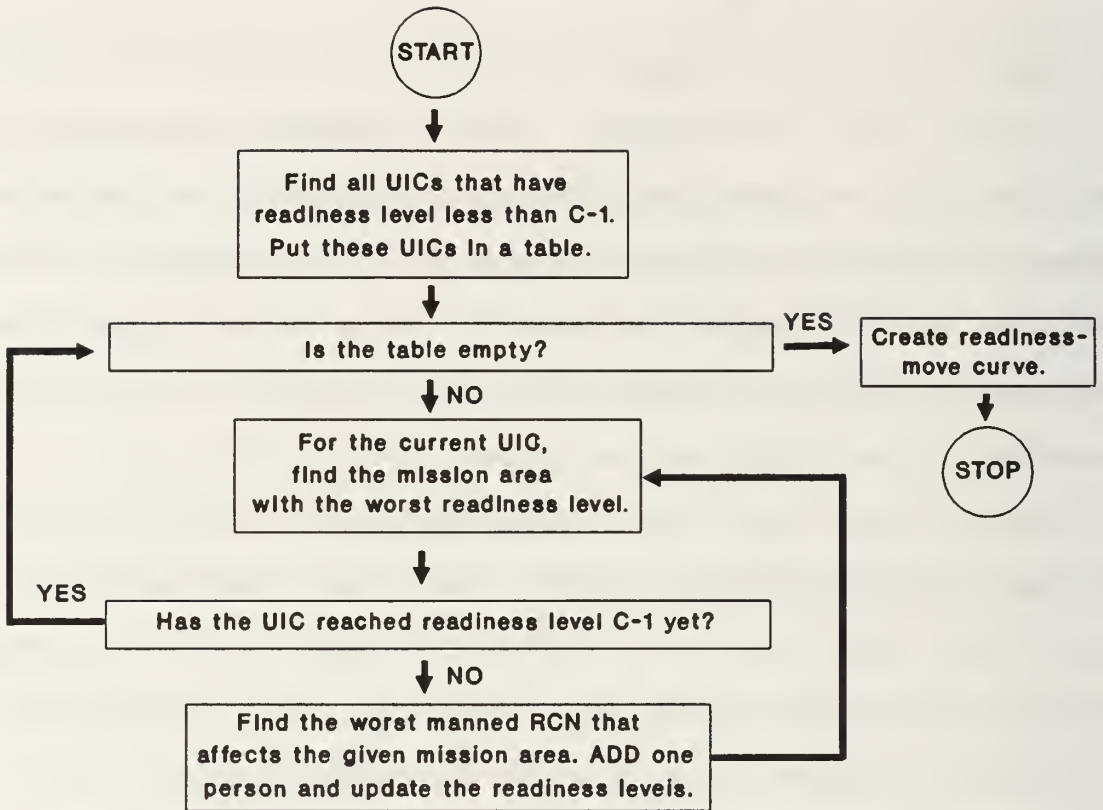 START
Find all UICs that have
readiness level less than C-1.
Put these UICs in a table.
Is the table empty?
YES
Create readiness-
move curve.
STOP
NO
For the current UIC,
find the mission area
with the worst readiness level.
YES
Has the UIC reached readiness level C-1 yet?
NO
Find the worst manned RCN that
affects the given mission area. ADD one
person and update the readiness levels.